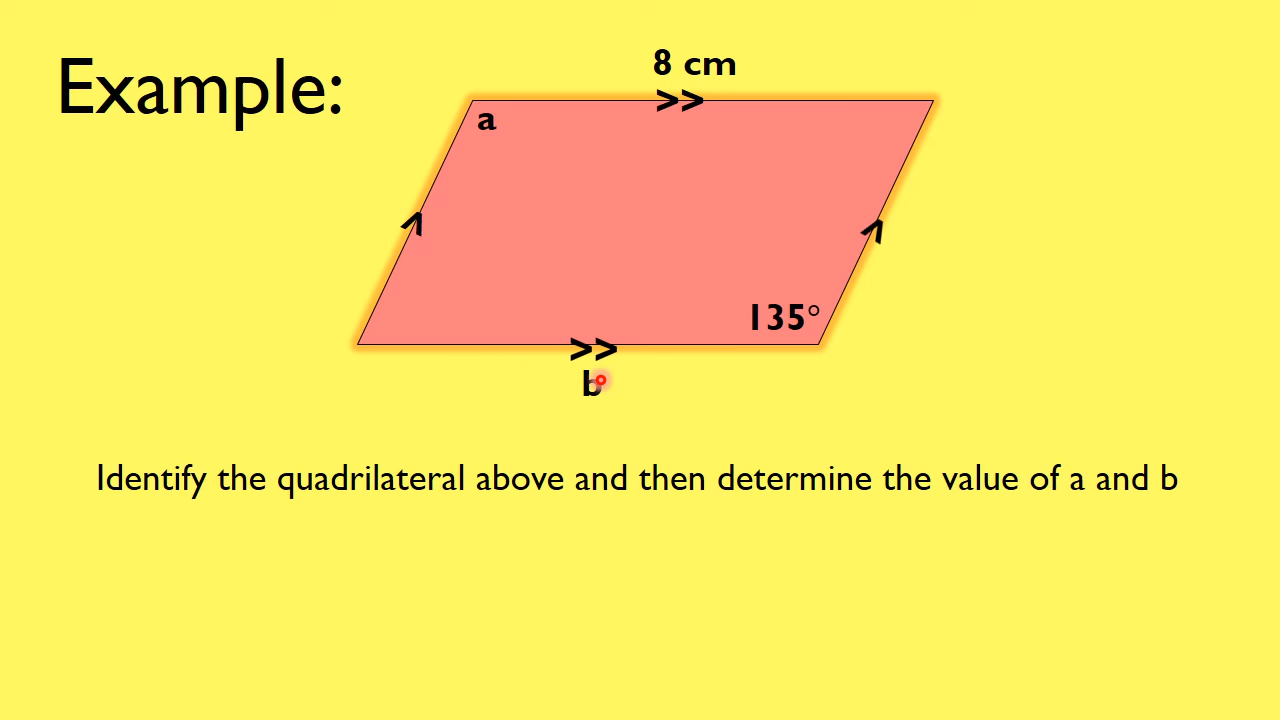 8 cm
Example:
>>
a
>
>
135°
>>
b
Identify the quadrilateral above and then determine the value of a and b